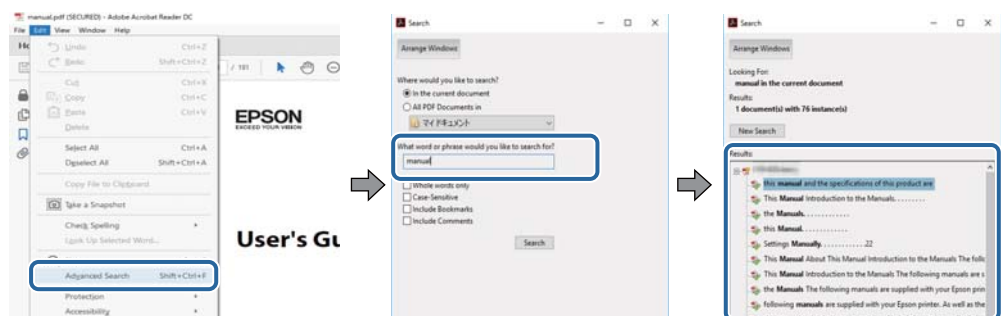 manual.pdf (SECURED) - Adobe Acrobat Reader DC
File Edit View Window Help
Undo Ctrl+Z
Redo Shift+Ctrl+Z
/ 181
Cut Ctrl+X
Copy Ctrl+C
Paste Ctrl+V
Delete
Select All Ctrl+A
Deselect All Shift+Ctrl+A
Copy File to Clipboard
Take a Snapshot
Check Spelling
Look Up Selected Word...
Advanced Search Shift+Ctrl+F
Protection
Accessibility
EPSON
EXCEED YOUR VISION
User's Gu
Search
Arrange Windows
Where would you like to search?
In the current document
All PDF Documents in
マイ ドキュメント
What word or phrase would you like to search for?
manual
Whole words only
Case-Sensitive
Include Bookmarks
Include Comments
Search
Search
Arrange Windows
Looking For:
manual in the current document
Results:
1 document(s) with 76 instance(s)
New Search
Results:
this manual and the specifications of this product are
This Manual Introduction to the Manuals. . . . . . . . .
the Manuals. . . . . . . . . . . .
this Manual. . . . . . . . . . . .
Settings Manually. . . . . . . . . . . . 22
This Manual About This Manual Introduction to the Manuals The follo
This Manual Introduction to the Manuals The following manuals are s
the Manuals The following manuals are supplied with your Epson prin
following manuals are supplied with your Epson printer. As well as the